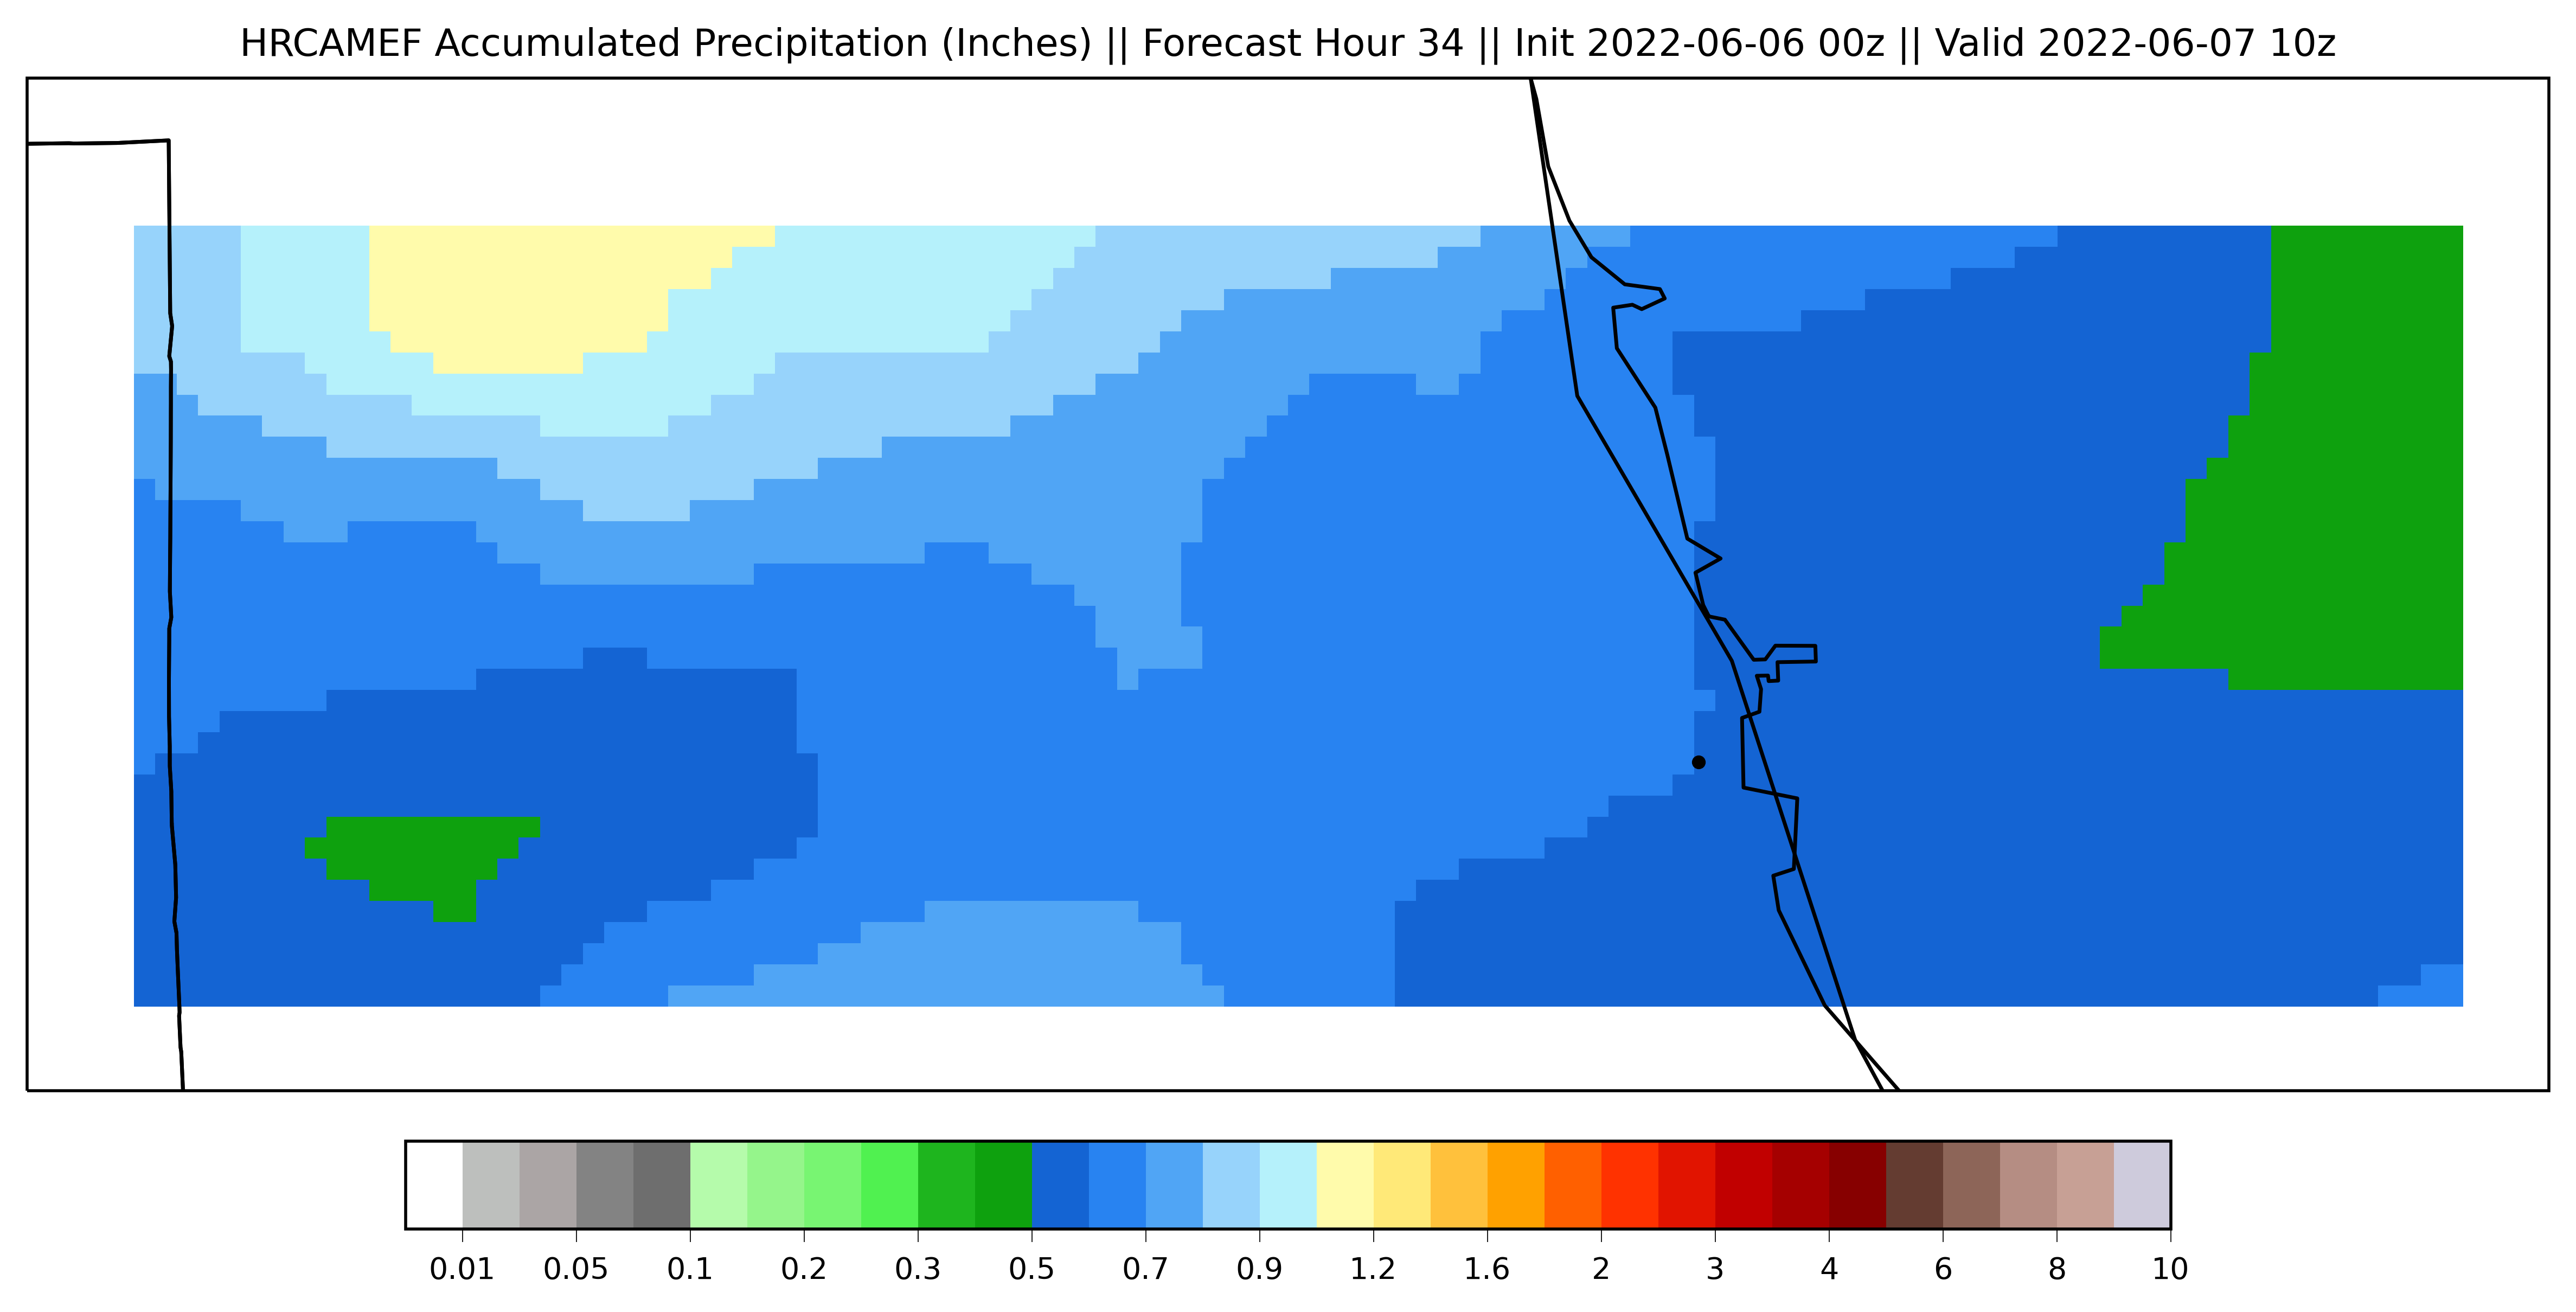 HRCAMEF Accumulated Precipitation (Inches) || Forecast Hour 34 || Init 2022-06-06 00z || Valid 2022-06-07 10z
0.01 0.05 0.1 0.2 0.3 0.5 0.7 0.9 1.2 1.6 2 3 4 6 8 10